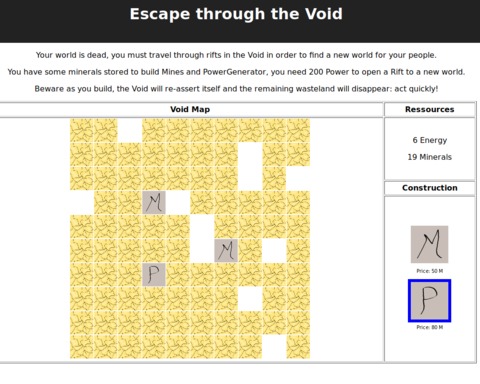 Escape through the Void
Your world is dead, you must travel through rifts in the Void in order to find a new world for your people.
You have some minerals stored to build Mines and PowerGenerator, you need 200 Power to open a Rift to a new world.
Beware as you build, the Void will re-assert itself and the remaining wasteland will disappear: act quickly!
Void Map
Ressources
6 Energy
19 Minerals
Construction
M
M
P
M
Price: 50 M
P
Price: 80 M